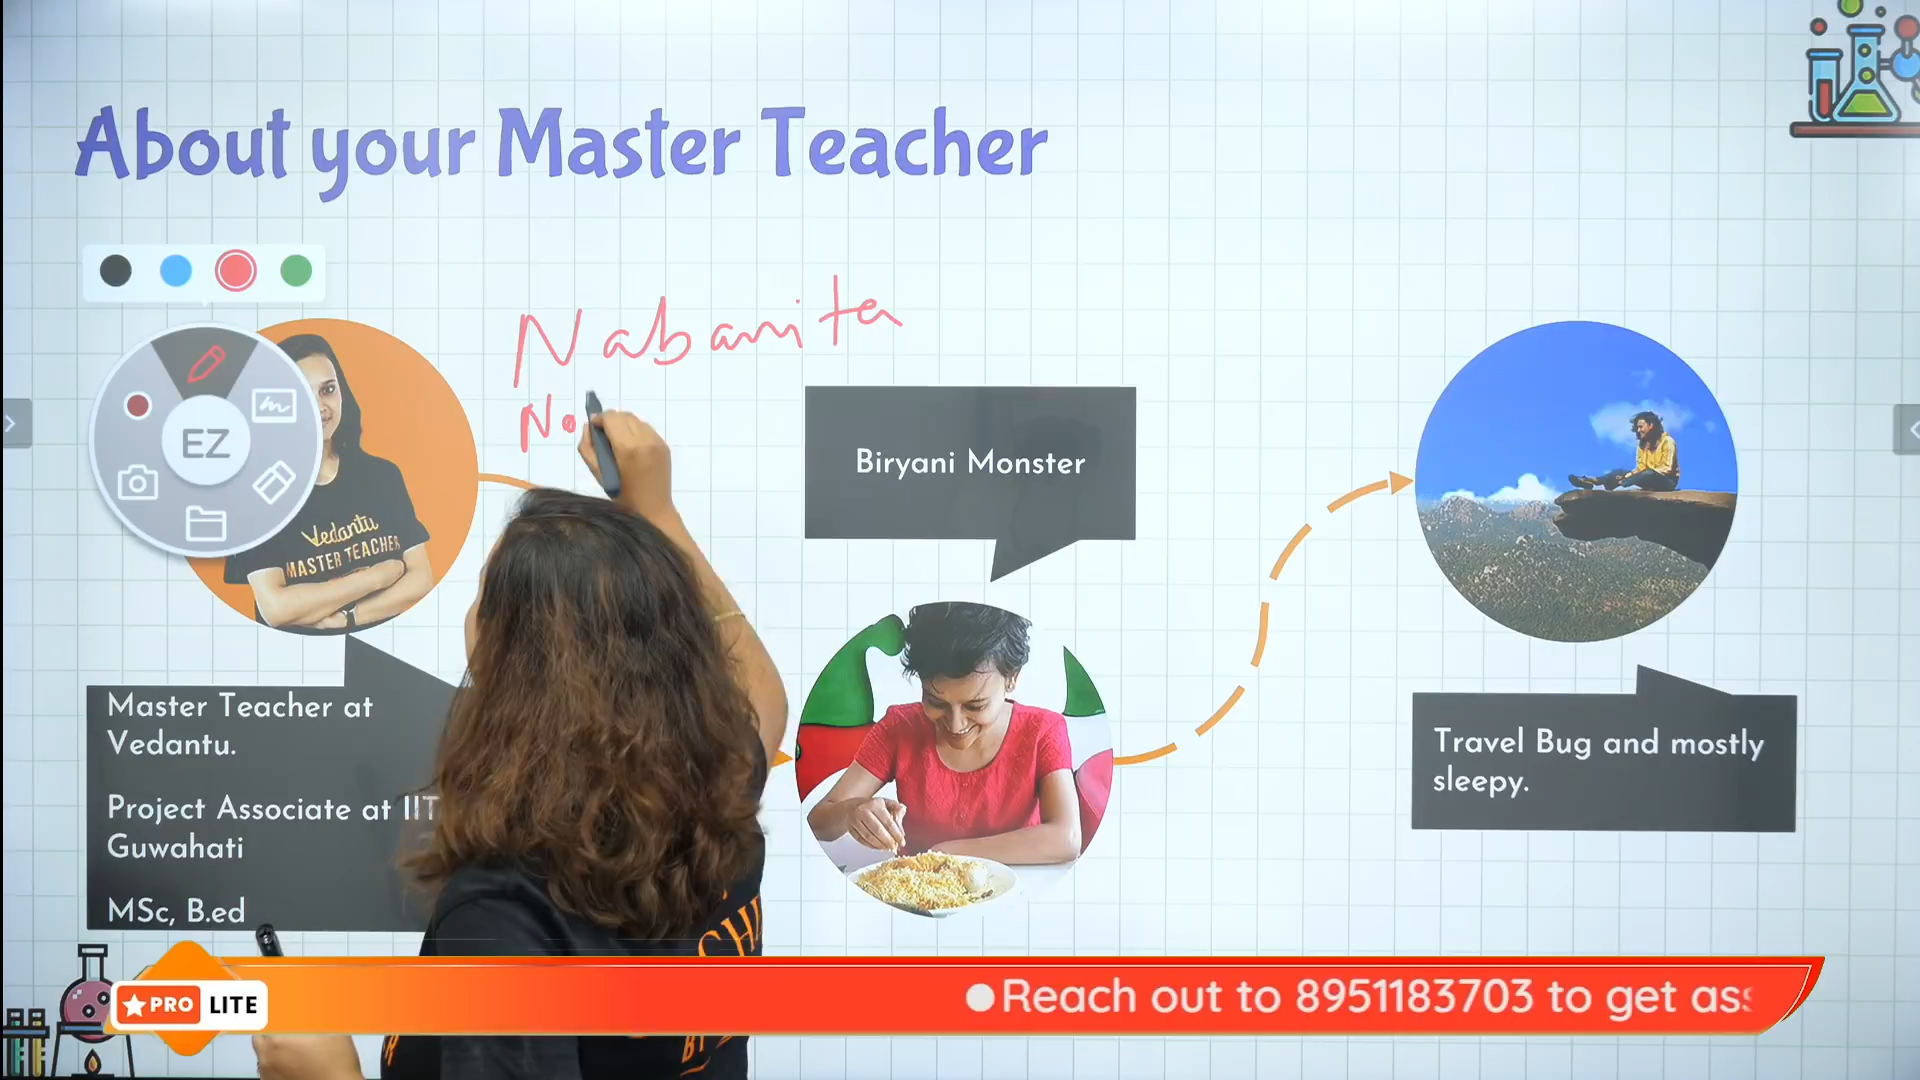 About your Master Teacher
Nabanita
No
EZ
Vedantu
MASTER TEACHER
Biryani Monster
Master Teacher at
Vedantu.
Project Associate at IIT
Guwahati
MSc, B.ed
Travel Bug and mostly
sleepy.
PRO LITE
Reach out to 8951183703 to get ass